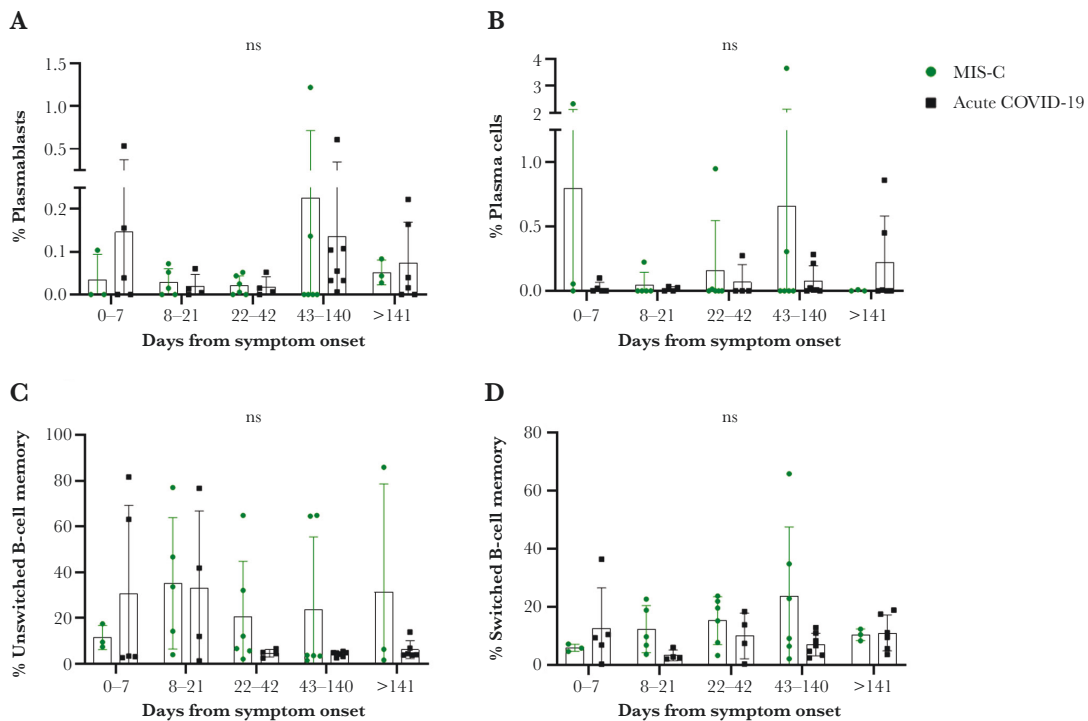 A
ns
% Plasmablasts
1.5
1.0
0.5
0.2
0.1
0.0
0–7
8–21
22–42
43–140
>141
Days from symptom onset
B
ns
% Plasma cells
4
3
2
1.0
0.5
0.0
0–7
8–21
22–42
43–140
>141
Days from symptom onset
MIS-C
Acute COVID-19
C
ns
% Unswitched B-cell memory
100
80
60
40
20
0
0–7
8–21
22–42
43–140
>141
Days from symptom onset
D
ns
% Switched B-cell memory
80
60
40
20
0
0–7
8–21
22–42
43–140
>141
Days from symptom onset